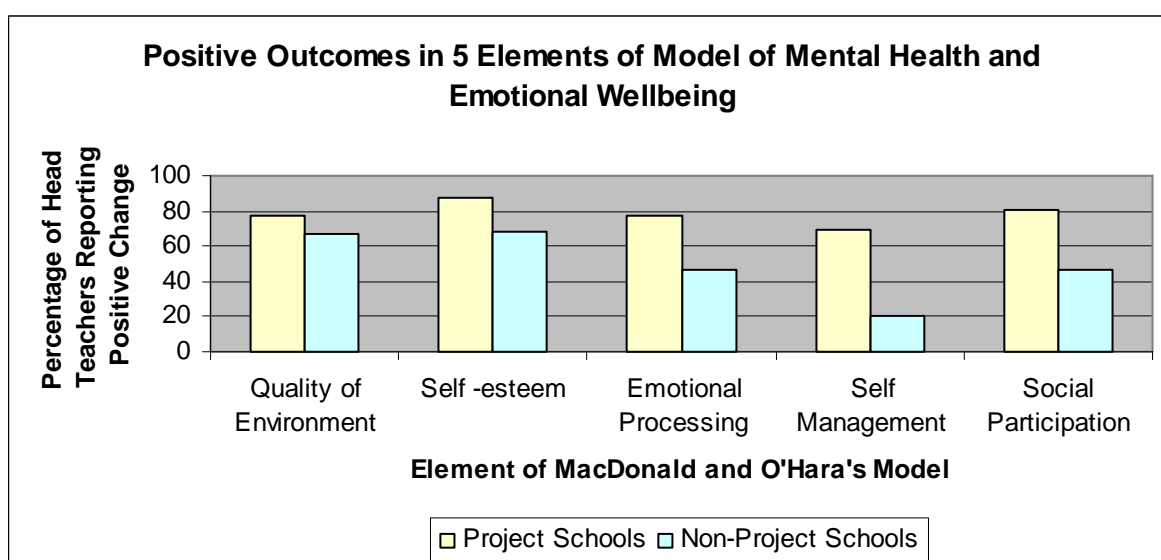 Positive Outcomes in 5 Elements of Model of Mental Health and
Emotional Wellbeing
Percentage of Head
Teachers Reporting
Positive Change
100
80
60
40
20
0
Quality of
Environment
Self -esteem
Emotional
Processing
Self
Management
Social
Participation
Element of MacDonald and O'Hara's Model
Project Schools Non-Project Schools